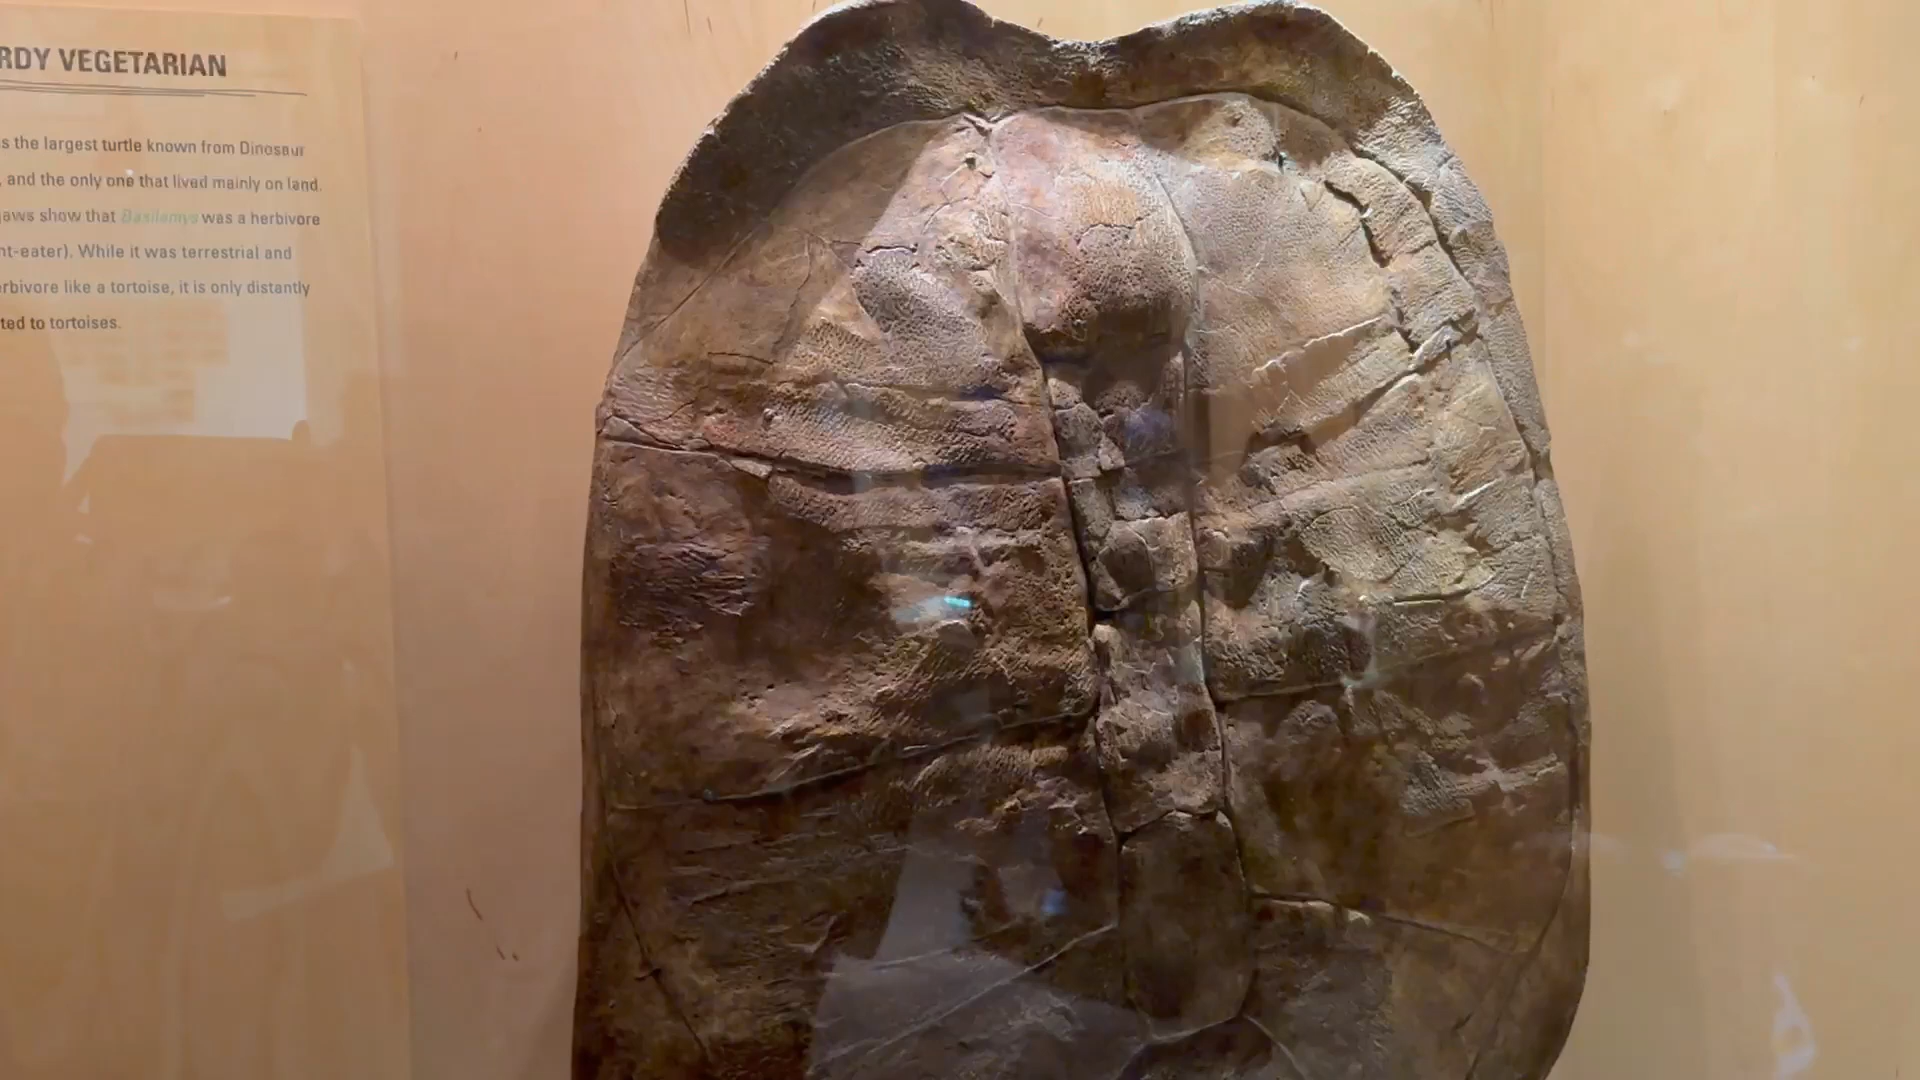 RDY VEGETARIAN
s the largest turtle known from Dinosaur
, and the only one that lived mainly on land.
jaws show that Basilemys was a herbivore
nt-eater). While it was terrestrial and
erbivore like a tortoise, it is only distantly
ted to tortoises.